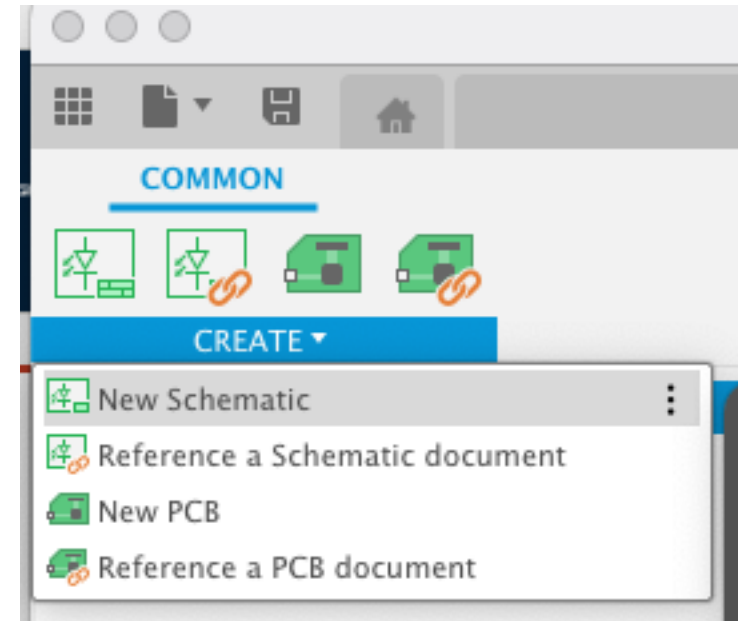 COMMON
CREATE
New Schematic
Reference a Schematic document
New PCB
Reference a PCB document